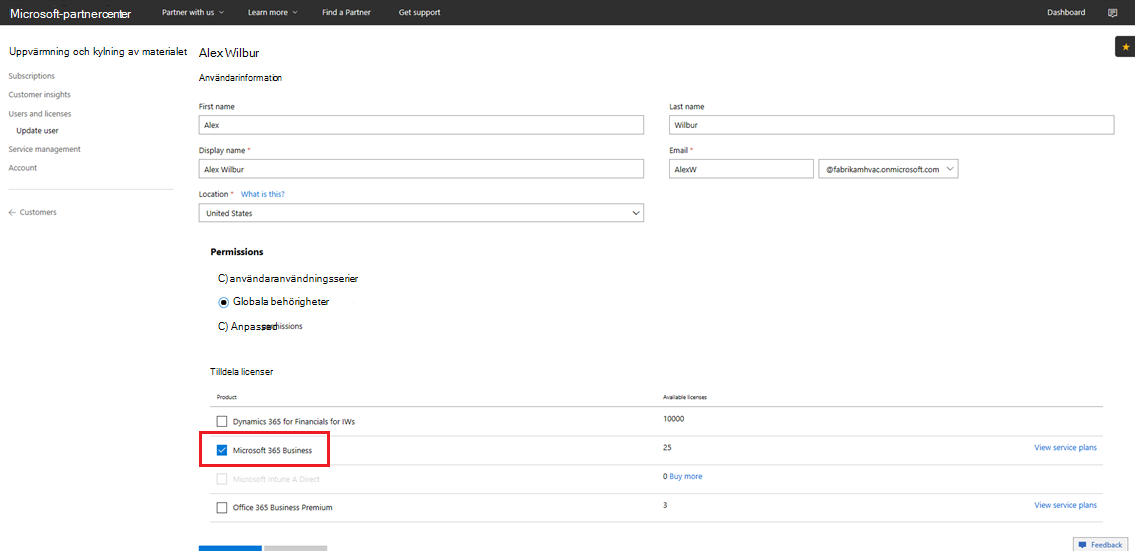 Microsoft-partnercenter Partner with us Learn more Find a Partner Get support Dashboard
Uppvärmning och kylning av materialet
Subscriptions
Customer insights
Users and licenses
Update user
Service management
Account
Customers
Alex Wilbur
Användarinformation
First name Last name
Alex Wilbur
Display name * Email *
Alex Wilbur AlexW @fabrikamhvac.onmicrosoft.com
Location * What is this?
United States
Permissions
C) användaranvändningsserier
Globala behörigheter
C) Anpassad permissions
Tilldela licenser
Product Available licenses
Dynamics 365 for Financials for IWs 10000
Microsoft 365 Business 25 View service plans
Microsoft Intune A Direct 0 Buy more
Office 365 Business Premium 3 View service plans
Feedback